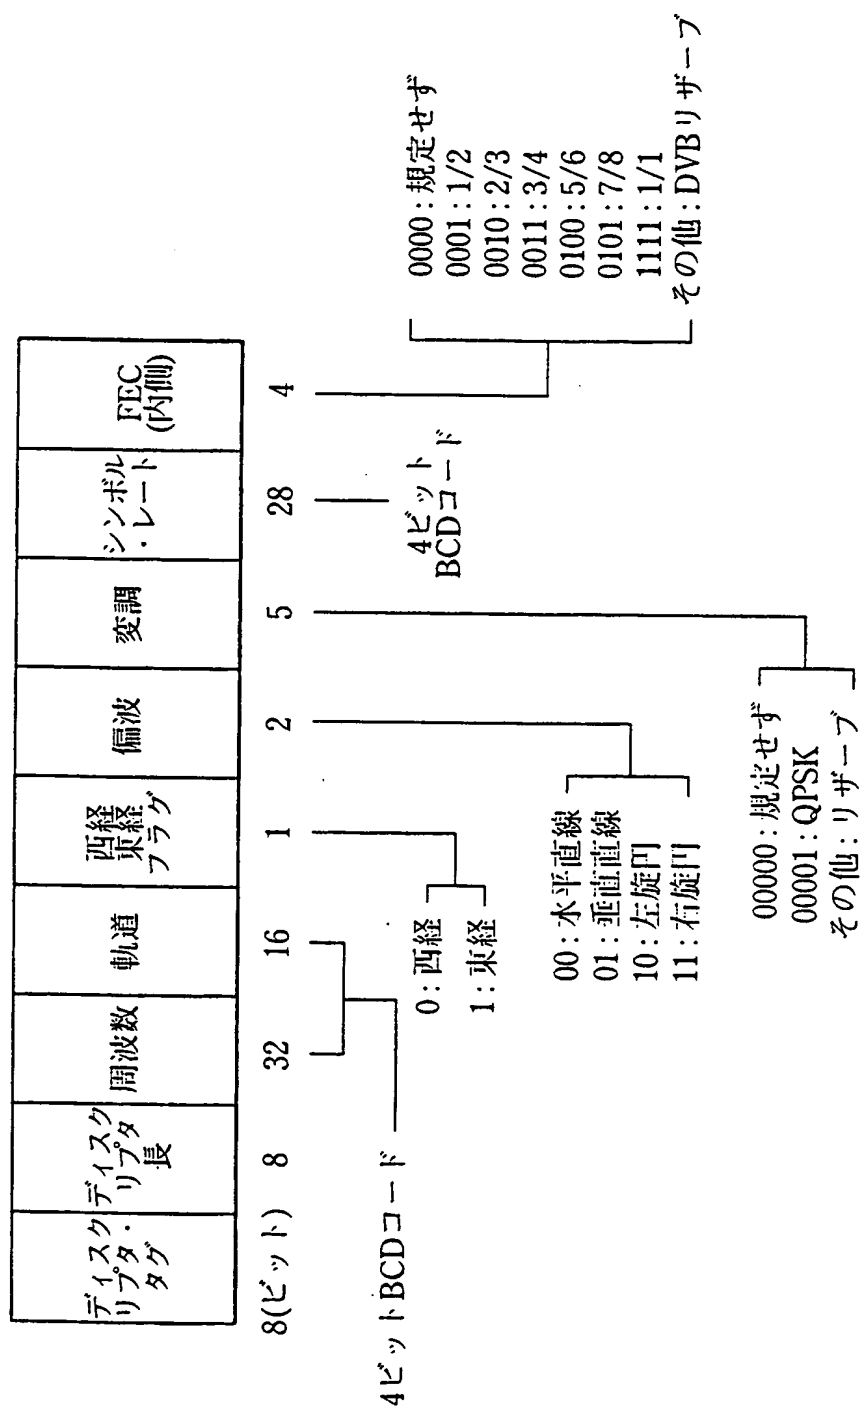 ディスク
リプタ・
タグ
ディスク
リプタ
長
周波数
軌道
西経
東経
フラグ
偏波
変調
シンボル
・レート
FEC
(内側)
8(ビット)
8
32
16
1
2
5
28
4
4ビットBCDコード
0:西経
1:東経
00:水平直線
01:垂直直線
10:左旋円
11:右旋円
00000:規定せず
00001:QPSK
その他:リザーブ
4ビット
BCDコード
0000:規定せず
0001:1/2
0010:2/3
0011:3/4
0100:5/6
0101:7/8
1111:1/1
その他:DVBリザーブ